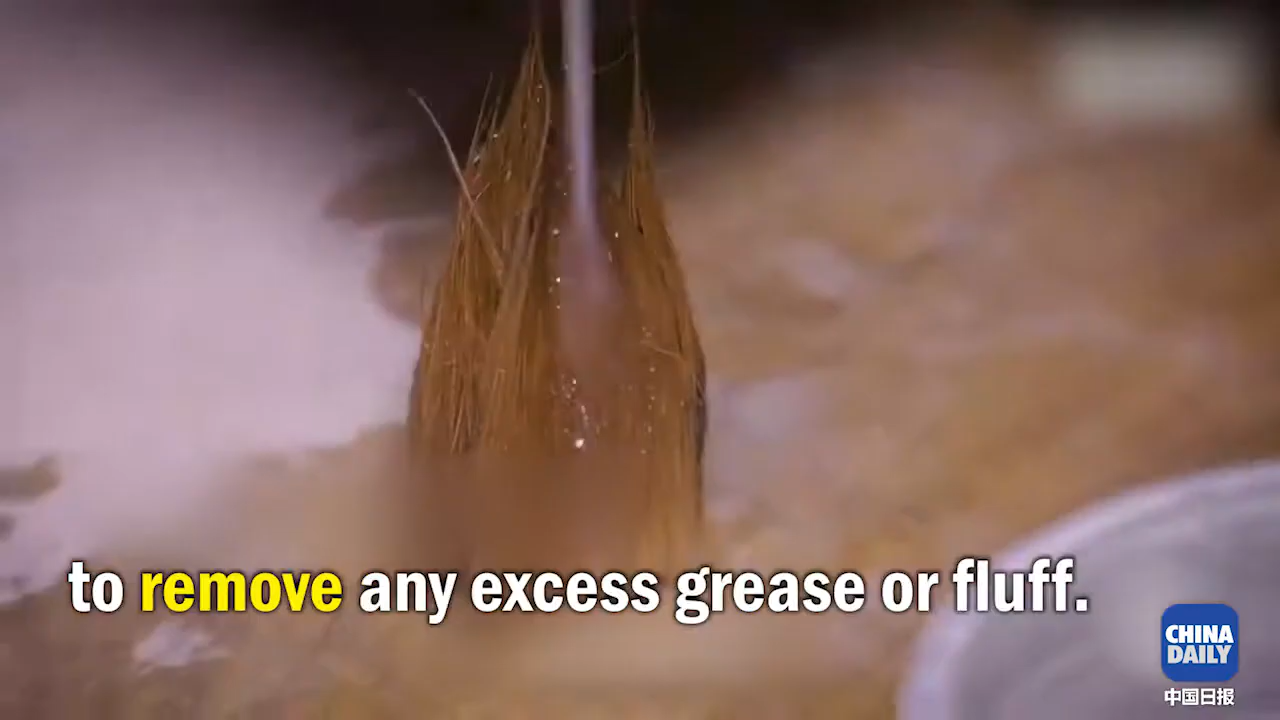 to remove any excess grease or fluff.
CHINA
DAILY
中国日报